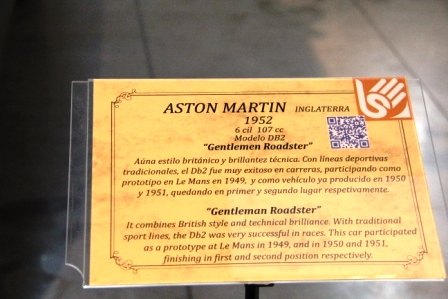 ASTON MARTIN INGLATERRA
1952
6 cil 107 cc
Modelo DB2
"Gentlemen Roadster"
Aúna estilo británico y brillantez técnica. Con líneas deportivas
tradicionales, el Db2 fue muy exitoso en carreras, participando como
prototipo en Le Mans en 1949, y como vehículo ya producido en 1950
y 1951, quedando en primer y segundo lugar respetivamente.
"Gentleman Roadster"
It combines British style and technical brilliance. With traditional
sport lines, the Db2 was very successful in races. This car participated
as a prototype at Le Mans in 1949, and in 1950 and 1951,
finishing in first and second position respectively.